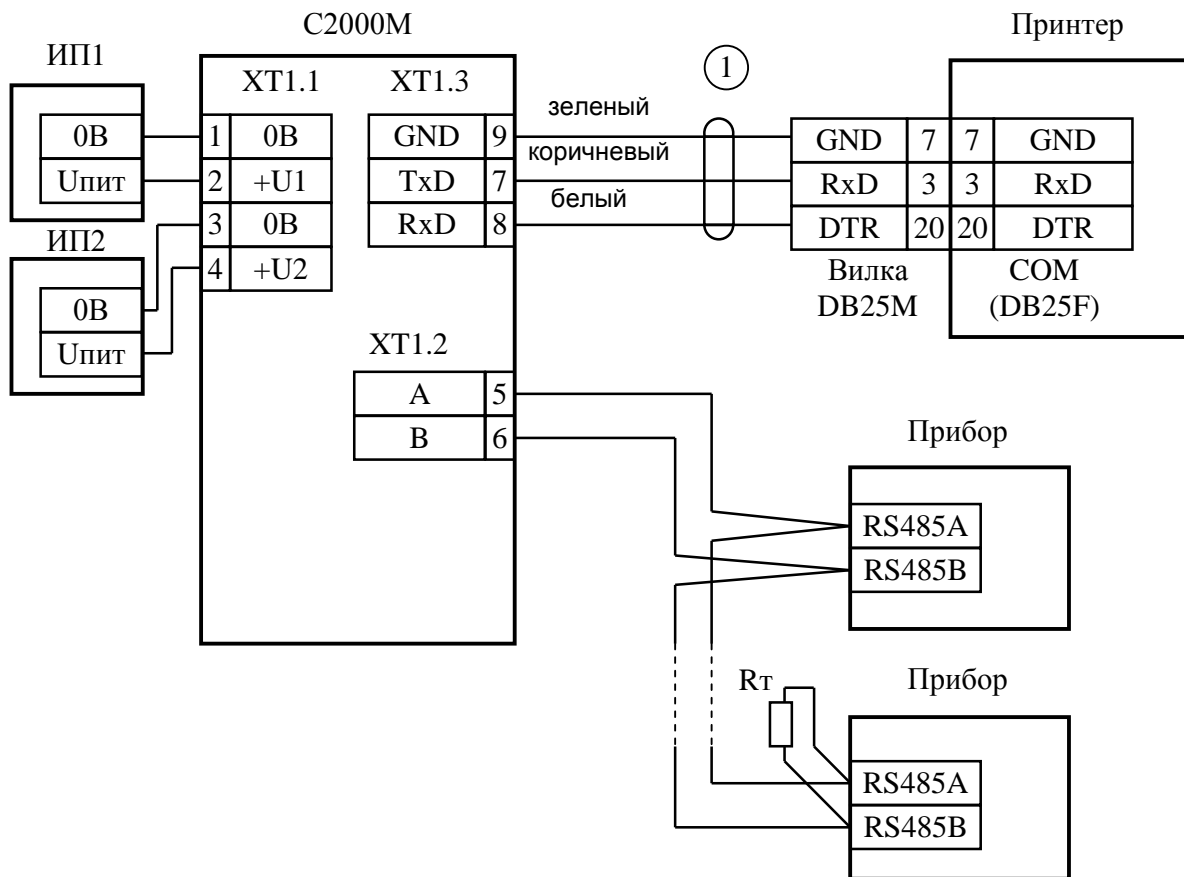 С2000М
Принтер
ИП1
XT1.1
XT1.3
1
зеленый
0В
1
0В
GND
9
GND
7
7
GND
коричневый
Uпит
2
+U1
TxD
7
RxD
3
3
RxD
белый
3
0В
RxD
8
DTR
20
20
DTR
ИП2
4
+U2
Вилка
DB25M
COM
(DB25F)
0В
Uпит
XT1.2
A
5
B
6
Прибор
RS485A
RS485B
Rт
Прибор
RS485A
RS485B